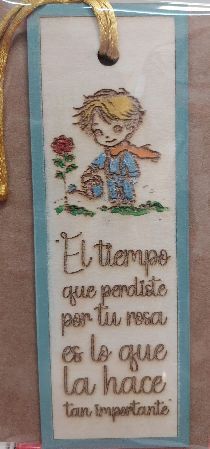 "El tiempo
que perdiste
por tu rosa
es lo que
la hace
tan importante"